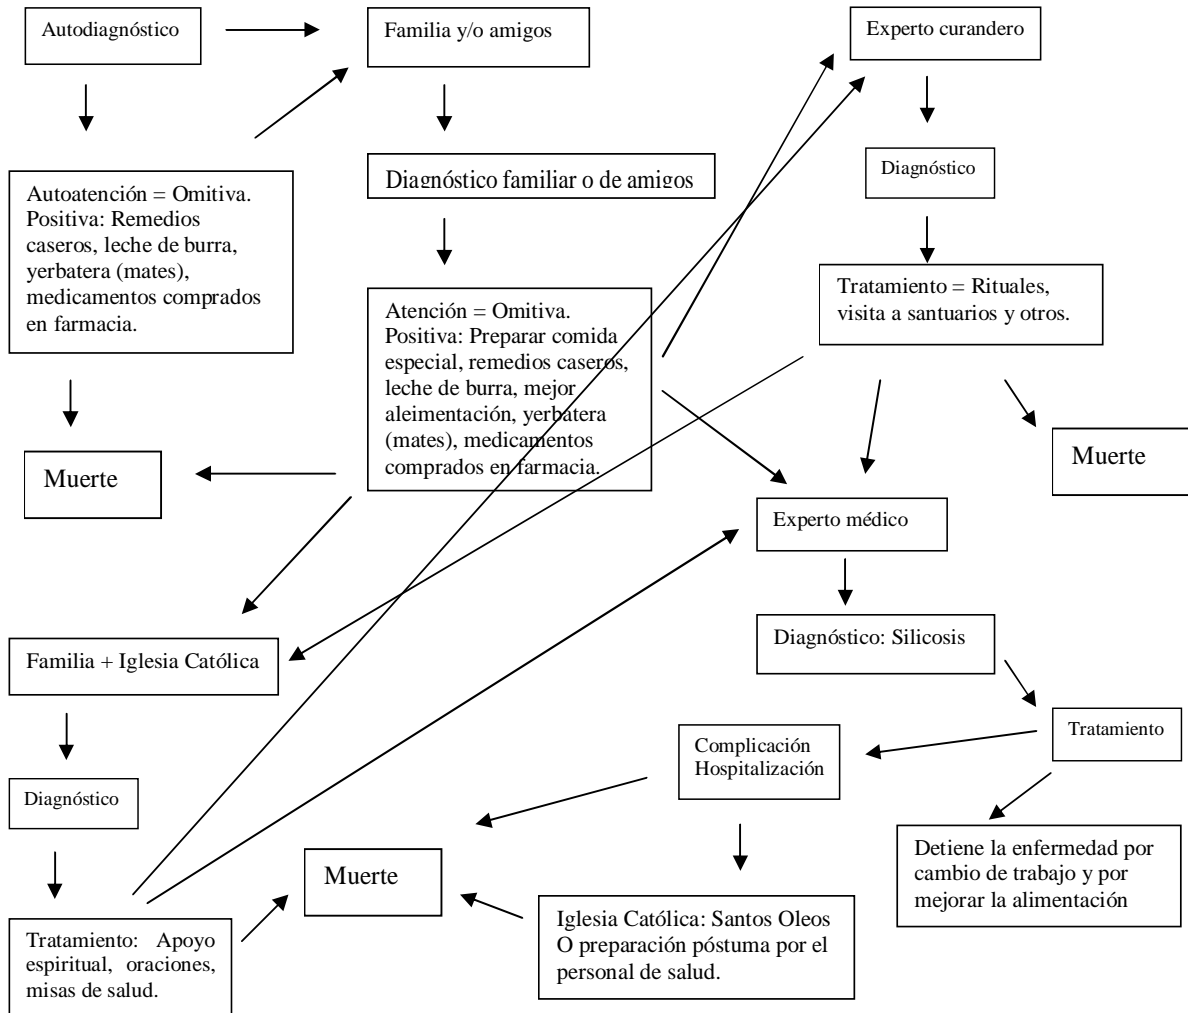 Autodiagnóstico
Familia y/o amigos
Experto curandero
Diagnóstico familiar o de amigos
Diagnóstico
Autoatención = Omitiva.
Positiva: Remedios
caseros, leche de burra,
yerbatera (mates),
medicamentos comprados
en farmacia.
Atención = Omitiva.
Positiva: Preparar comida
especial, remedios caseros,
leche de burra, mejor
aleimentación, yerbatera
(mates), medicamentos
comprados en farmacia.
Tratamiento = Rituales,
visita a santuarios y otros.
Muerte
Muerte
Experto médico
Diagnóstico: Silicosis
Familia + Iglesia Católica
Tratamiento
Complicación
Hospitalización
Diagnóstico
Detiene la enfermedad por
cambio de trabajo y por
mejorar la alimentación
Muerte
Iglesia Católica: Santos Oleos
O preparación póstuma por el
personal de salud.
Tratamiento: Apoyo
espiritual, oraciones,
misas de salud.